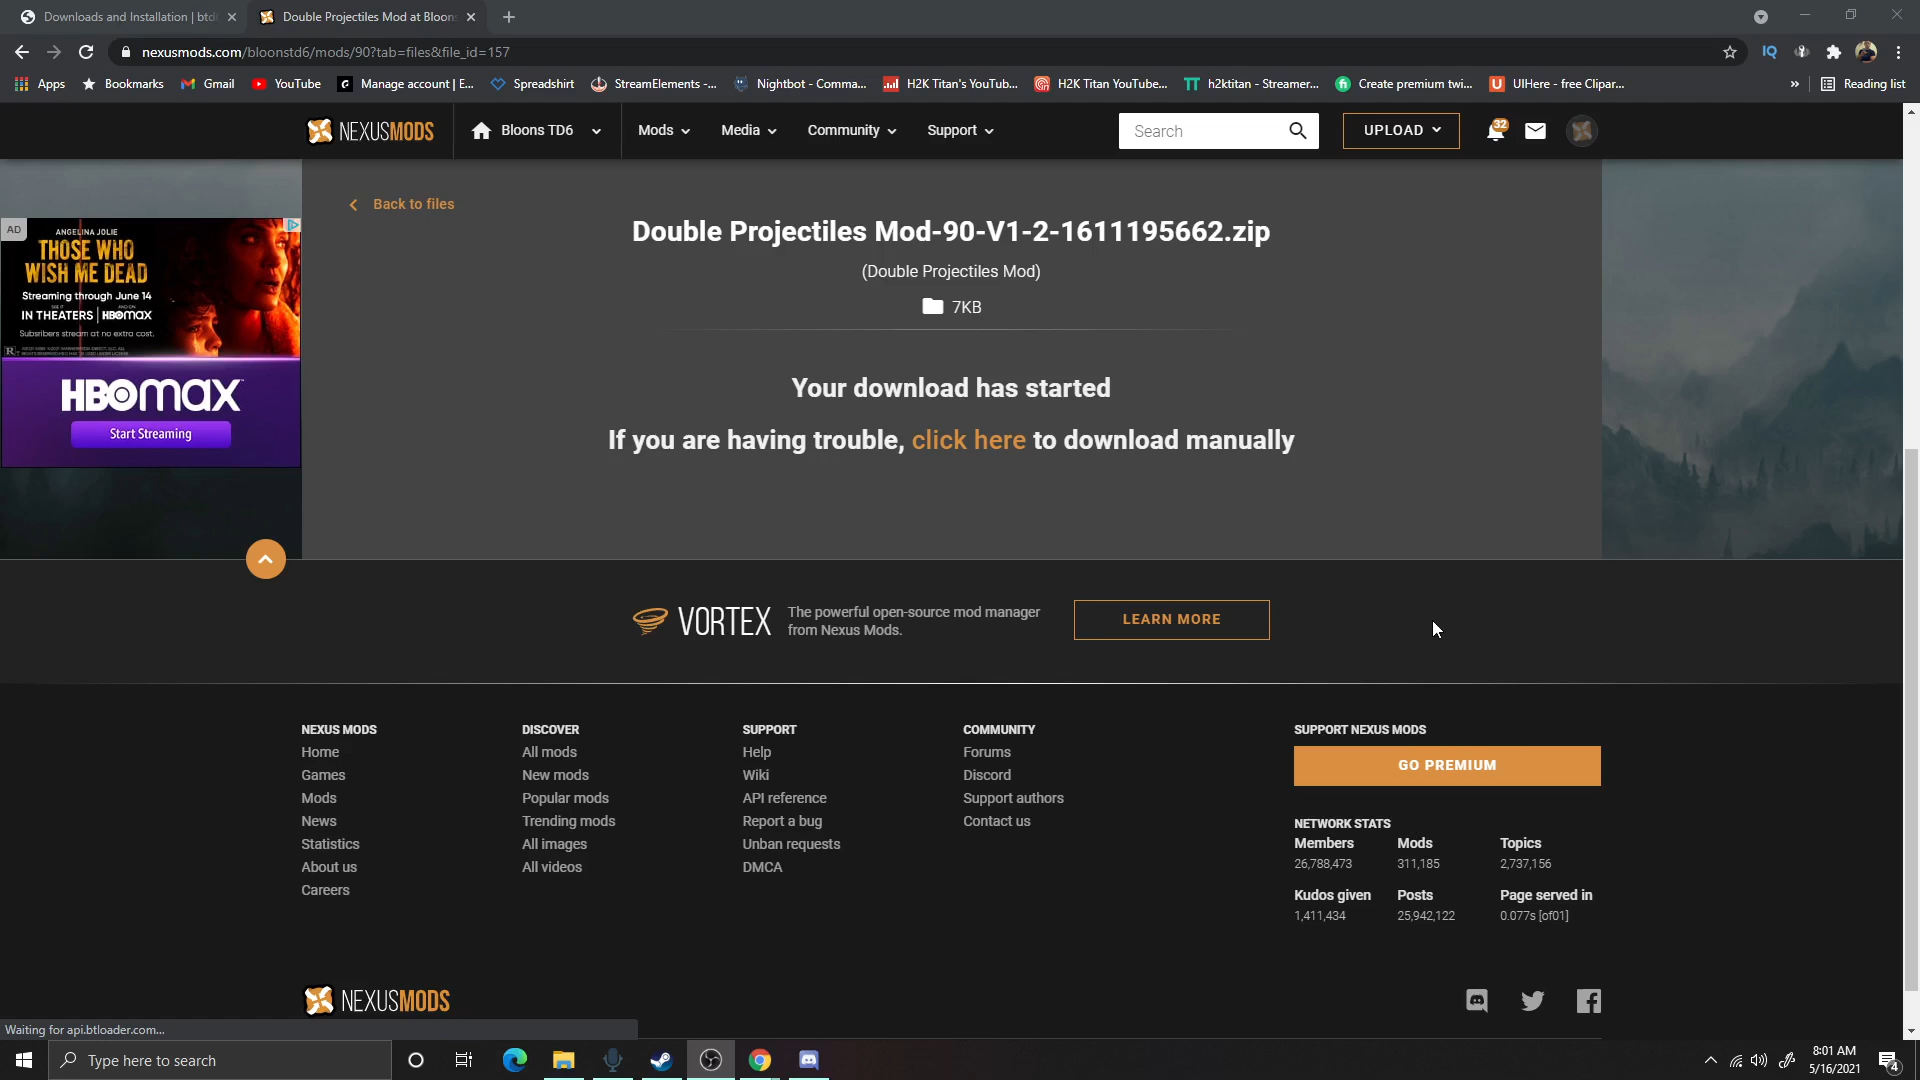 Downloads and Installation | btd
Double Projectiles Mod at Bloons
nexusmods.com/bloonstd6/mods/90?tab=files&file_id=157
Apps
Bookmarks
Gmail
YouTube
Manage account | E...
Spreadshirt
StreamElements -...
Nightbot - Comma...
H2K Titan's YouTub...
H2K Titan YouTube...
h2ktitan - Streamer...
Create premium twi...
UIHere - free Clipar...
»
Reading list
NEXUSMODS
Bloons TD6
Mods
Media
Community
Support
Search
UPLOAD
32
Back to files
Double Projectiles Mod-90-V1-2-1611195662.zip
(Double Projectiles Mod)
7KB
Your download has started
If you are having trouble, click here to download manually
AD
ANGELINA JOLIE
THOSE WHO
WISH ME DEAD
Streaming through June 14
IN THEATERS | HBOMAX
Subsribers stream at no extra cost.
R
HBOMAX
Start Streaming
VORTEX
The powerful open-source mod manager
from Nexus Mods.
LEARN MORE
NEXUS MODS
Home
Games
Mods
News
Statistics
About us
Careers
DISCOVER
All mods
New mods
Popular mods
Trending mods
All images
All videos
SUPPORT
Help
Wiki
API reference
Report a bug
Unban requests
DMCA
COMMUNITY
Forums
Discord
Support authors
Contact us
SUPPORT NEXUS MODS
GO PREMIUM
NETWORK STATS
Members Mods Topics
26,788,473 311,185 2,737,156
Kudos given Posts Page served in
1,411,434 25,942,122 0.077s [of01]
NEXUSMODS
Waiting for api.btloader.com...
Type here to search
8:01 AM
5/16/2021
4